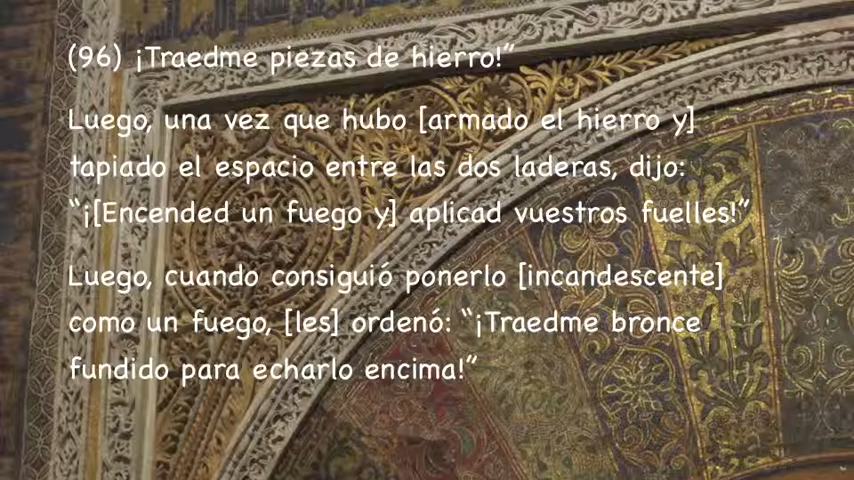 (96) ¡Traedme piezas de hierro!”
Luego, una vez que hubo [armado el hierro y]
tapiado el espacio entre las dos laderas, dijo:
“¡[Encended un fuego y] aplicad vuestros fuelles!”
Luego, cuando consiguió ponerlo [incandescente]
como un fuego, [les] ordenó: “¡Traedme bronce
fundido para echarlo encima!”